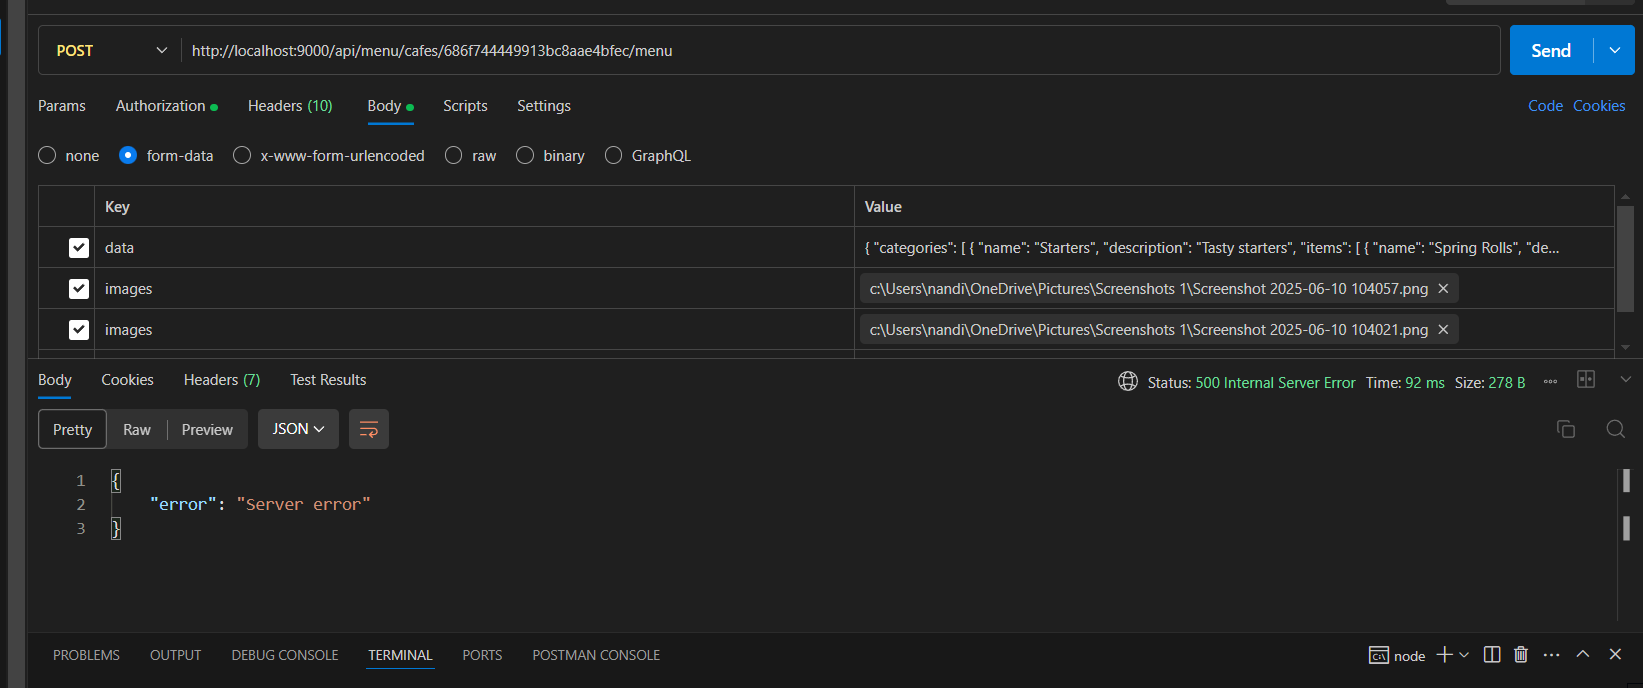 POST http://localhost:9000/api/menu/cafes/686f744449913bc8aae4bfec/menu Send
Params Authorization Headers (10) Body Scripts Settings Code Cookies
none form-data x-www-form-urlencoded raw binary GraphQL
Key Value
data { "categories": [ { "name": "Starters", "description": "Tasty starters", "items": [ { "name": "Spring Rolls", "de...
images c:\Users\nandi\OneDrive\Pictures\Screenshots 1\Screenshot 2025-06-10 104057.png
images c:\Users\nandi\OneDrive\Pictures\Screenshots 1\Screenshot 2025-06-10 104021.png
Body Cookies Headers (7) Test Results Status: 500 Internal Server Error Time: 92 ms Size: 278 B
Pretty Raw Preview JSON
1 {
2 "error": "Server error"
3 }
PROBLEMS OUTPUT DEBUG CONSOLE TERMINAL PORTS POSTMAN CONSOLE node